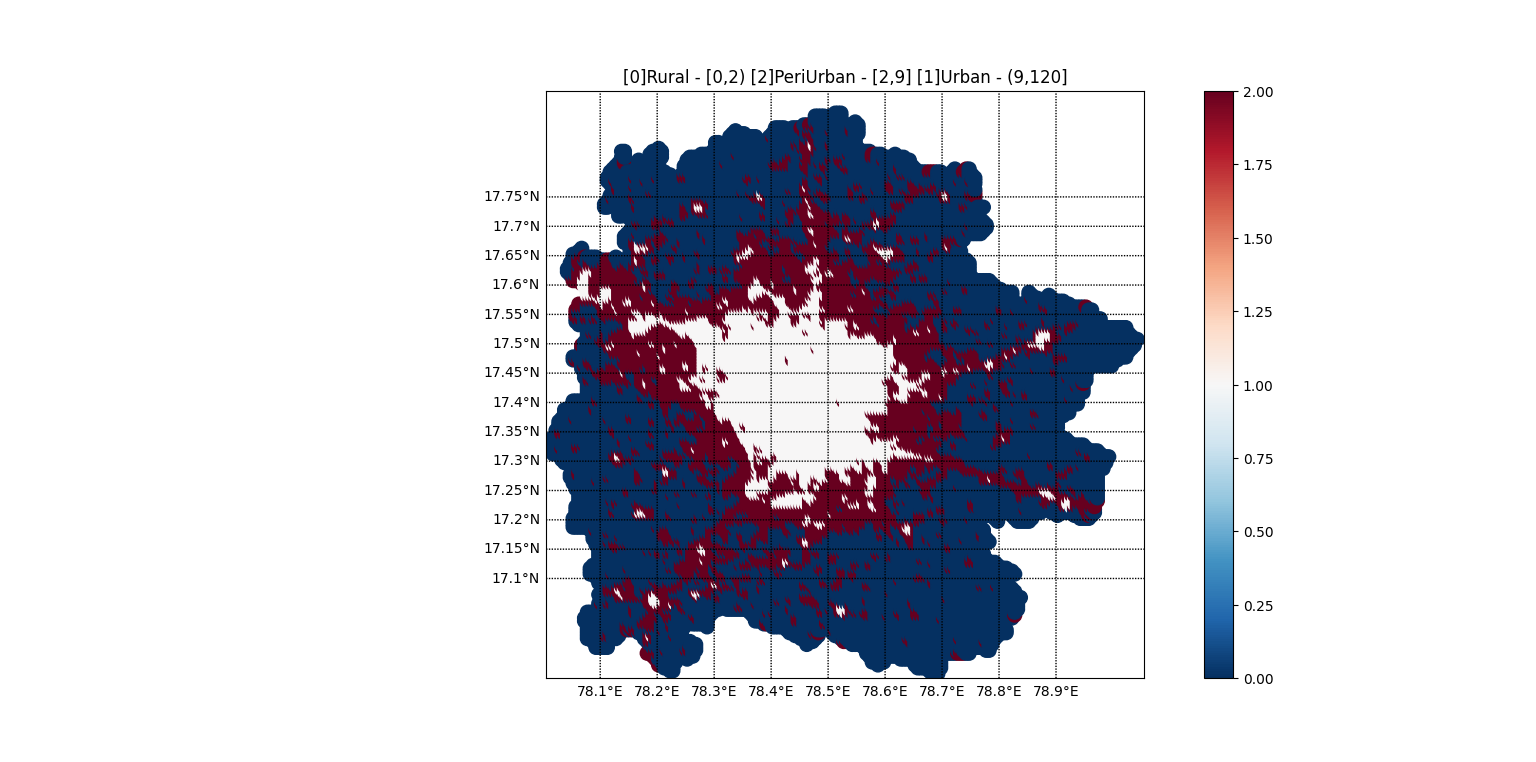 [0]Rural - [0,2) [2]PeriUrban - [2,9] [1]Urban - (9,120]
17.75°N
17.7°N
17.65°N
17.6°N
17.55°N
17.5°N
17.45°N
17.4°N
17.35°N
17.3°N
17.25°N
17.2°N
17.15°N
17.1°N
78.1°E 78.2°E 78.3°E 78.4°E 78.5°E 78.6°E 78.7°E 78.8°E 78.9°E
2.00
1.75
1.50
1.25
1.00
0.75
0.50
0.25
0.00